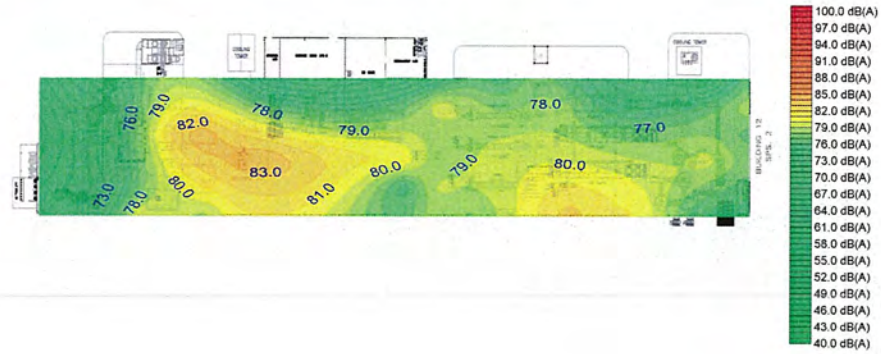 COOLING
TOWER
COOLING TOWER
76.0
79.0
82.0
78.0
79.0
83.0
73.0
78.0
80.0
81.0
80.0
79.0
78.0
80.0
77.0
BUILDING 12
SPS. 2
100.0 dB(A)
97.0 dB(A)
94.0 dB(A)
91.0 dB(A)
88.0 dB(A)
85.0 dB(A)
82.0 dB(A)
79.0 dB(A)
76.0 dB(A)
73.0 dB(A)
70.0 dB(A)
67.0 dB(A)
64.0 dB(A)
61.0 dB(A)
58.0 dB(A)
55.0 dB(A)
52.0 dB(A)
49.0 dB(A)
46.0 dB(A)
43.0 dB(A)
40.0 dB(A)